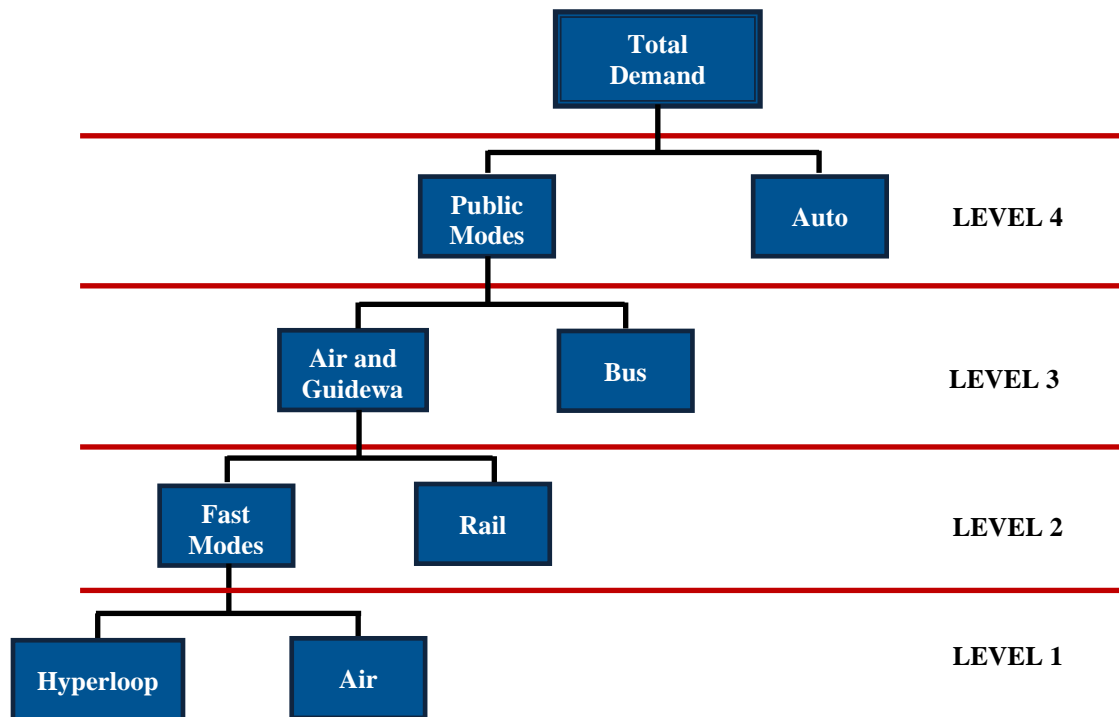 Total
Demand
Public
Modes
Auto
LEVEL 4
Air and
Guidewa
Bus
LEVEL 3
Fast
Modes
Rail
LEVEL 2
Hyperloop
Air
LEVEL 1